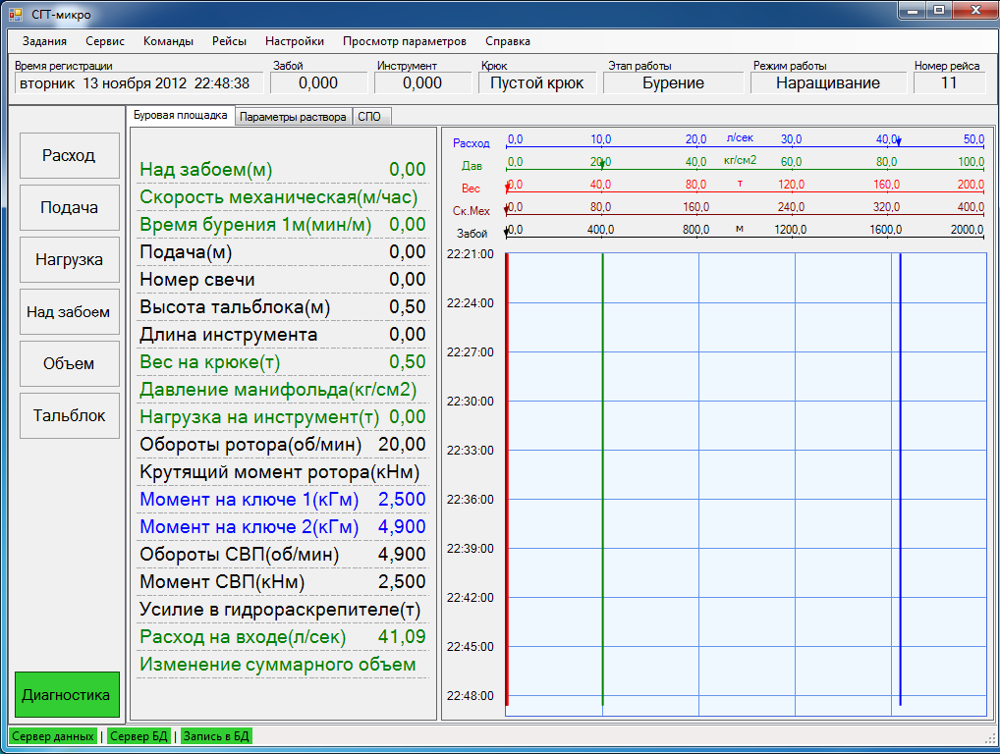 СГТ-микро
Задания Сервис Команды Рейсы Настройки Просмотр параметров Справка
Время регистрации Забой Инструмент Крюк Этап работы Режим работы Номер рейса
вторник 13 ноября 2012 22:48:38 0,000 0,000 Пустой крюк Бурение Наращивание 11
Буровая площадка Параметры раствора СПО
Расход
Подача
Нагрузка
Над забоем
Объем
Тальблок
Диагностика
Над забоем(м) 0,00
Скорость механическая(м/час)
Время бурения 1м(мин/м) 0,00
Подача(м) 0,00
Номер свечи 0,00
Высота тальблока(м) 0,50
Длина инструмента 0,00
Вес на крюке(т) 0,50
Давление манифольда(кг/см2)
Нагрузка на инструмент(т) 0,00
Обороты ротора(об/мин) 20,00
Крутящий момент ротора(кНм)
Момент на ключе 1(кГм) 2,500
Момент на ключе 2(кГм) 4,900
Обороты СВП(об/мин) 4,900
Момент СВП(кНм) 2,500
Усилие в гидрораскрепителе(т)
Расход на входе(л/сек) 41,09
Изменение суммарного объем
Расход 0,0 10,0 20,0 л/сек 30,0 40,0 50,0
Дав 0,0 20,0 40,0 кг/см2 60,0 80,0 100,0
Вес 0,0 40,0 80,0 т 120,0 160,0 200,0
Ск.Мех 0,0 80,0 160,0 240,0 320,0 400,0
Забой 0,0 400,0 800,0 м 1200,0 1600,0 2000,0
22:21:00
22:24:00
22:27:00
22:30:00
22:33:00
22:36:00
22:39:00
22:42:00
22:45:00
22:48:00
Сервер данных | Сервер БД | Запись в БД